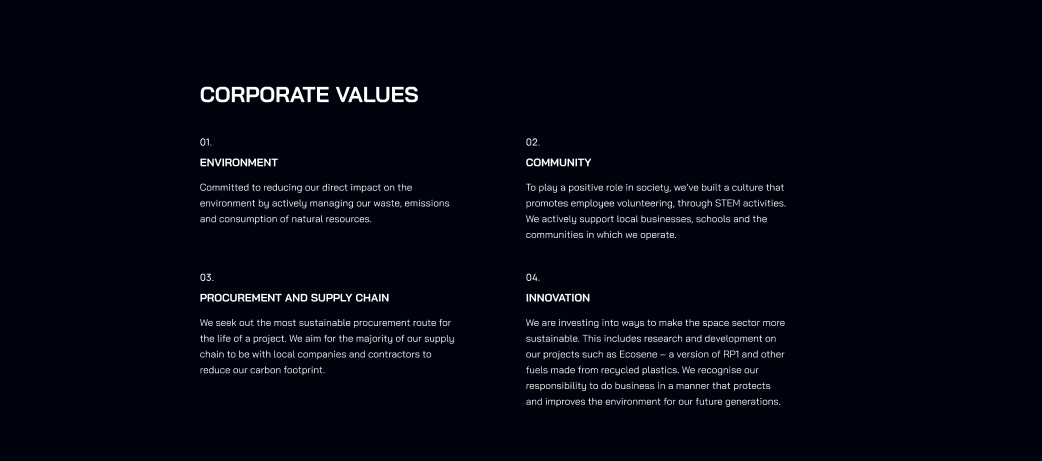 CORPORATE VALUES
01.
ENVIRONMENT
Committed to reducing our direct impact on the
environment by actively managing our waste, emissions
and consumption of natural resources.
02.
COMMUNITY
To play a positive role in society, we've built a culture that
promotes employee volunteering, through STEM activities.
We actively support local businesses, schools and the
communities in which we operate.
03.
PROCUREMENT AND SUPPLY CHAIN
We seek out the most sustainable procurement route for
the life of a project. We aim for the majority of our supply
chain to be with local companies and contractors to
reduce our carbon footprint.
04.
INNOVATION
We are investing into ways to make the space sector more
sustainable. This includes research and development on
our projects such as Ecosene – a version of RP1 and other
fuels made from recycled plastics. We recognise our
responsibility to do business in a manner that protects
and improves the environment for our future generations.